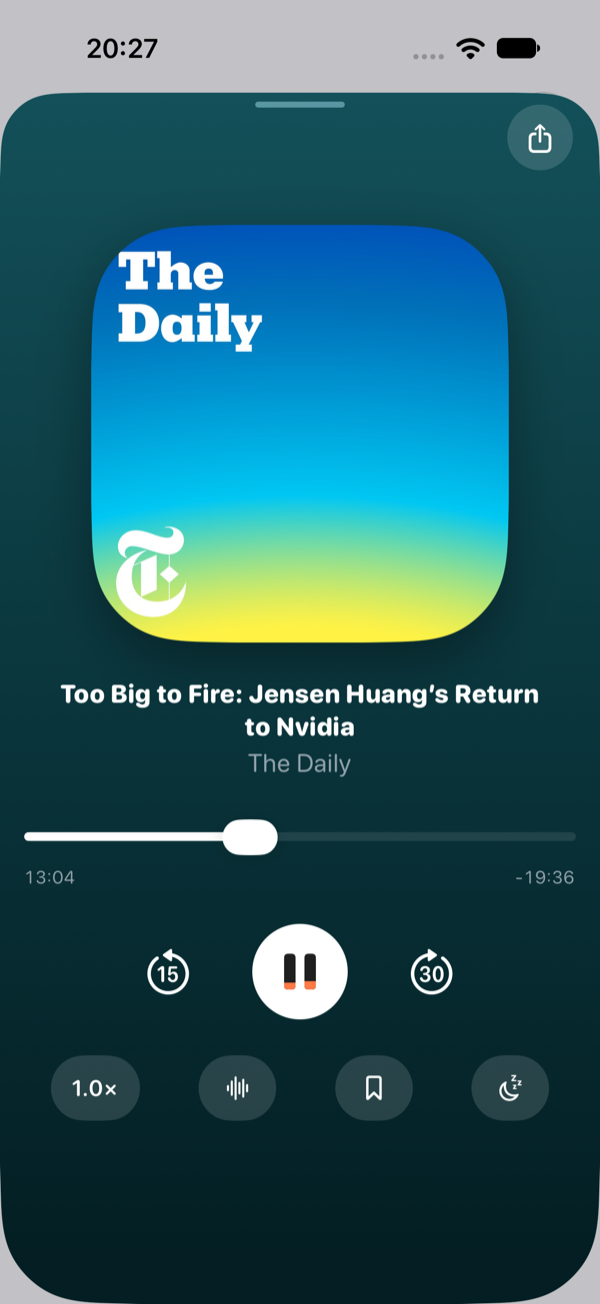 20:27
The
Daily
T
Too Big to Fire: Jensen Huang's Return
to Nvidia
The Daily
13:04
-19:36
15
30
1.0×
z z z